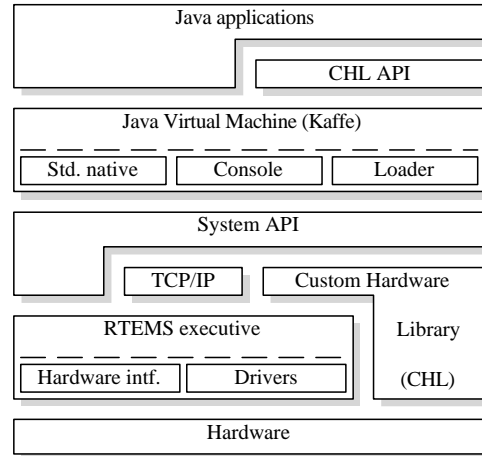 Java applications
CHL API
Java Virtual Machine (Kaffe)
Std. native
Console
Loader
System API
TCP/IP
Custom Hardware
Library
(CHL)
RTEMS executive
Hardware intf.
Drivers
Hardware